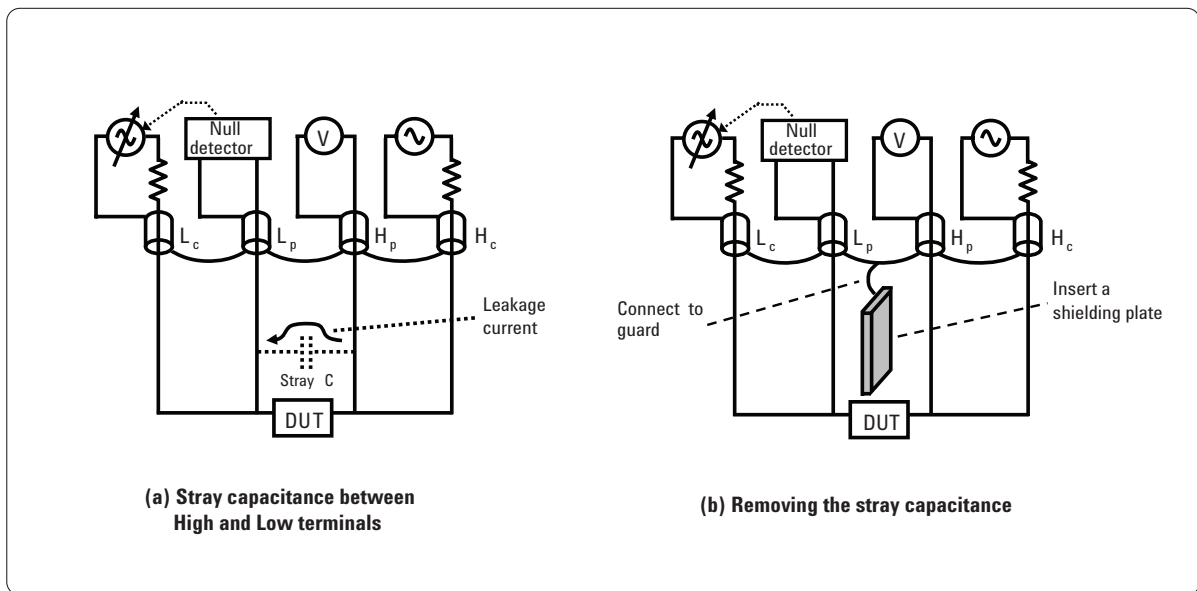 Null
detector
V
L c
L p
H p
H c
Leakage
current
Stray C
DUT
(a) Stray capacitance between
High and Low terminals
Null
detector
V
L c
L p
H p
H c
Connect to
guard
Insert a
shielding plate
DUT
(b) Removing the stray capacitance